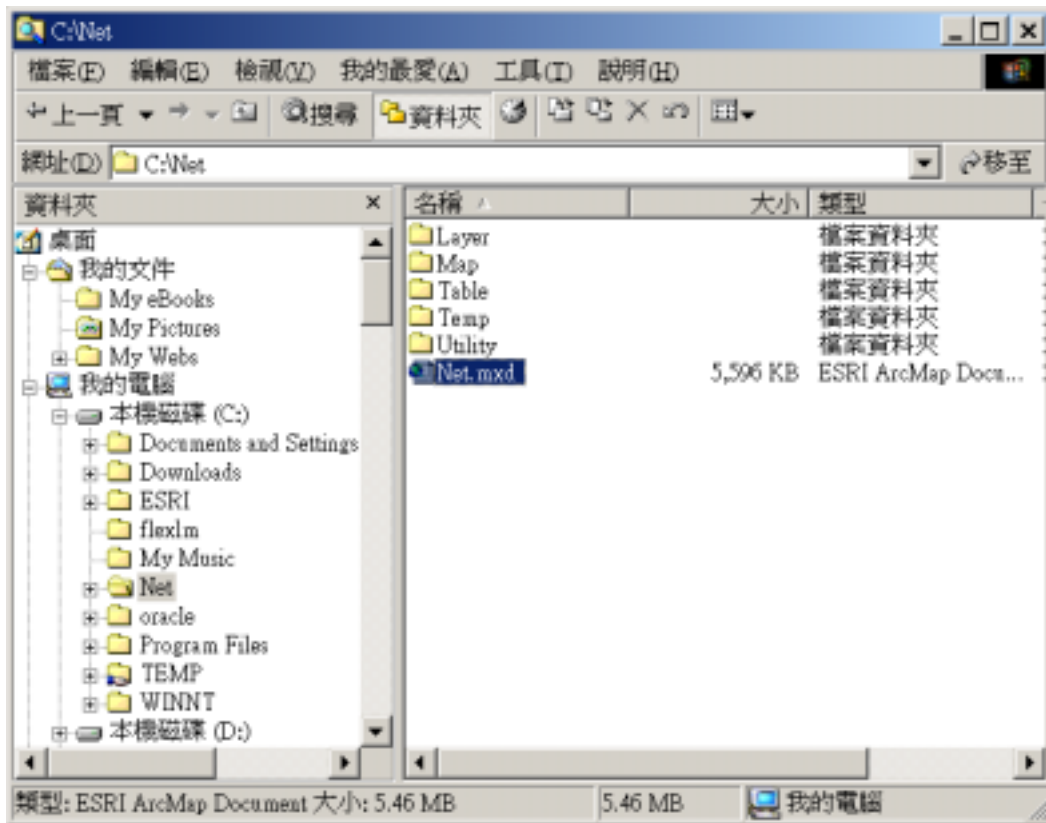 C:\Net
檔案(F) 編輯(E) 檢視(V) 我的最愛(A) 工具(T) 說明(H)
上一頁 搜尋 資料夾
網址(D) C:\Net 移至
資料夾
桌面
我的文件
My eBooks
My Pictures
My Webs
我的電腦
本機磁碟 (C:)
Documents and Settings
Downloads
ESRI
flexlm
My Music
Net
oracle
Program Files
TEMP
WINNT
本機磁碟 (D:)
名稱 大小 類型
Layer 檔案資料夾
Map 檔案資料夾
Table 檔案資料夾
Temp 檔案資料夾
Utility 檔案資料夾
Net.mxd 5,596 KB ESRI ArcMap Docu...
類型: ESRI ArcMap Document 大小: 5.46 MB 5.46 MB 我的電腦